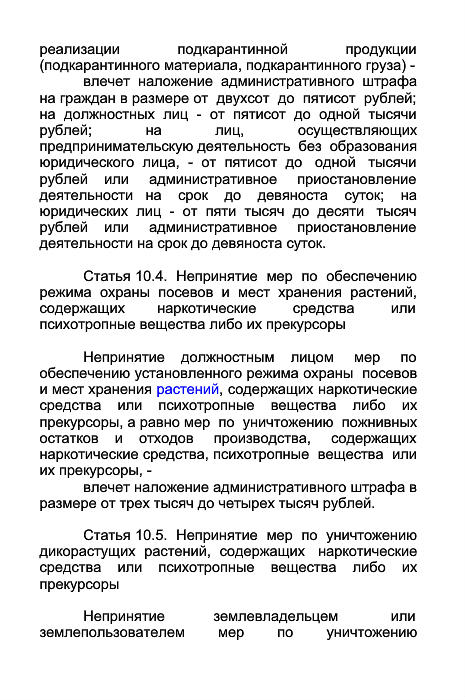 реализации подкарантинной продукции
(подкарантинного материала, подкарантинного груза) -
влечет наложение административного штрафа
на граждан в размере от двухсот до пятисот рублей;
на должностных лиц - от пятисот до одной тысячи
рублей; на лиц, осуществляющих
предпринимательскую деятельность без образования
юридического лица, - от пятисот до одной тысячи
рублей или административное приостановление
деятельности на срок до девяноста суток; на
юридических лиц - от пяти тысяч до десяти тысяч
рублей или административное приостановление
деятельности на срок до девяноста суток.
Статья 10.4. Непринятие мер по обеспечению
режима охраны посевов и мест хранения растений,
содержащих наркотические средства или
психотропные вещества либо их прекурсоры
Непринятие должностным лицом мер по
обеспечению установленного режима охраны посевов
и мест хранения растений, содержащих наркотические
средства или психотропные вещества либо их
прекурсоры, а равно мер по уничтожению пожнивных
остатков и отходов производства, содержащих
наркотические средства, психотропные вещества или
их прекурсоры, -
влечет наложение административного штрафа в
размере от трех тысяч до четырех тысяч рублей.
Статья 10.5. Непринятие мер по уничтожению
дикорастущих растений, содержащих наркотические
средства или психотропные вещества либо их
прекурсоры
Непринятие землевладельцем или
землепользователем мер по уничтожению